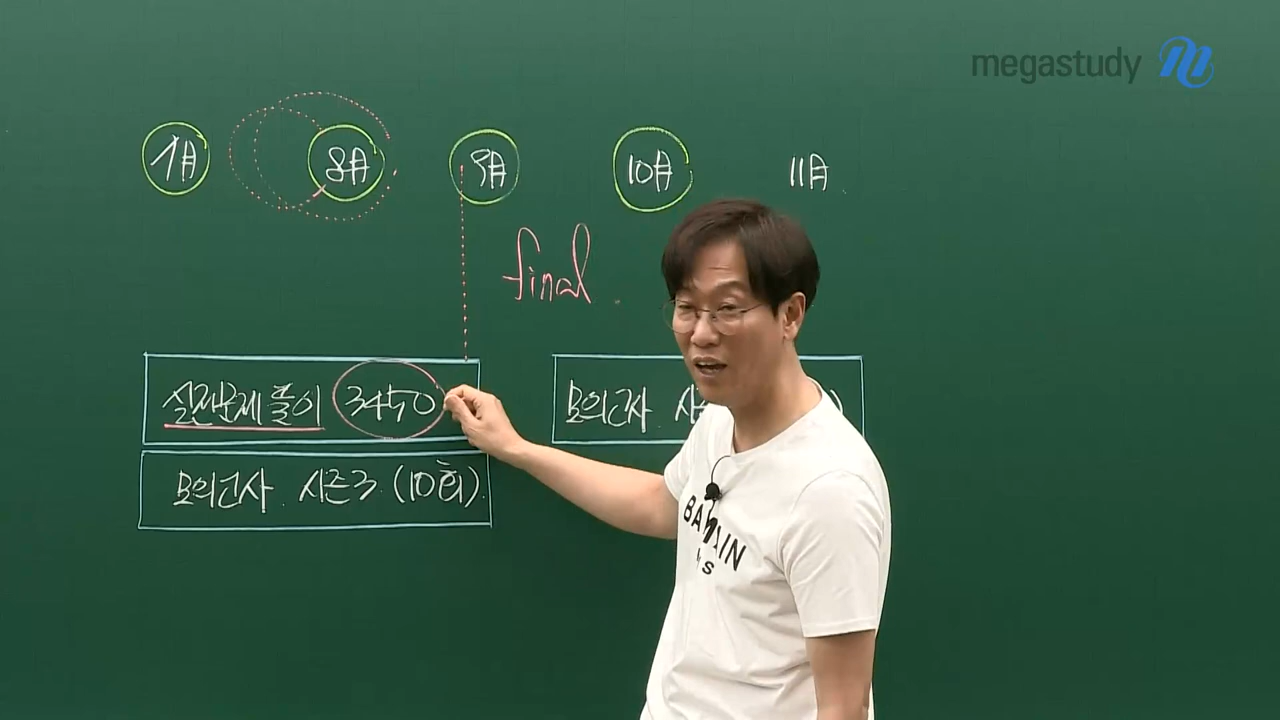 megastudy
7月 8月 9月 10月 11月
final
실전문제풀이 3450
모의고사 시즌3 (10회)
모의고사
BALMAIN